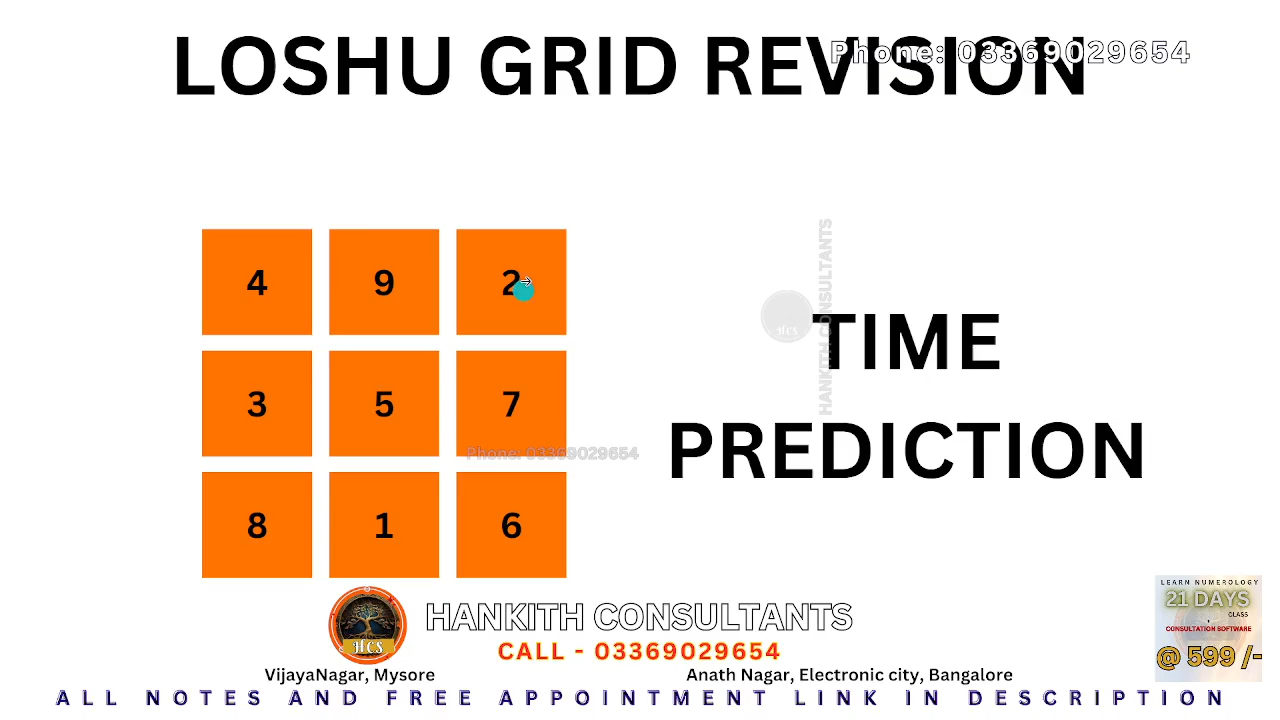 LOSHU GRID REVISION
Phone: 03369029654
4 9 2
3 5 7
8 1 6
HANKITH CONSULTANTS
HCS
TIME
PREDICTION
Phone: 03369029654
HCS
HANKITH CONSULTANTS
CALL - 03369029654
VijayaNagar, Mysore
Anath Nagar, Electronic city, Bangalore
LEARN NUMEROLOGY
21 DAYS
CLASS
+
CONSULTATION SOFTWARE
@ 599 /-
ALL NOTES AND FREE APPOINTMENT LINK IN DESCRIPTION